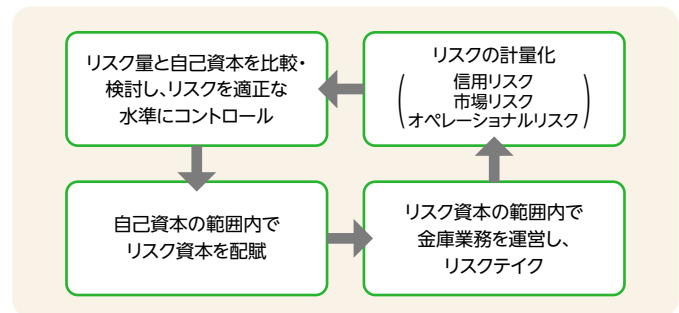 リスク量と自己資本を比較・
検討し、リスクを適正な
水準にコントロール
リスクの計量化
信用リスク
市場リスク
オペレーショナルリスク
自己資本の範囲内で
リスク資本を配賦
リスク資本の範囲内で
金庫業務を運営し、
リスクテイク